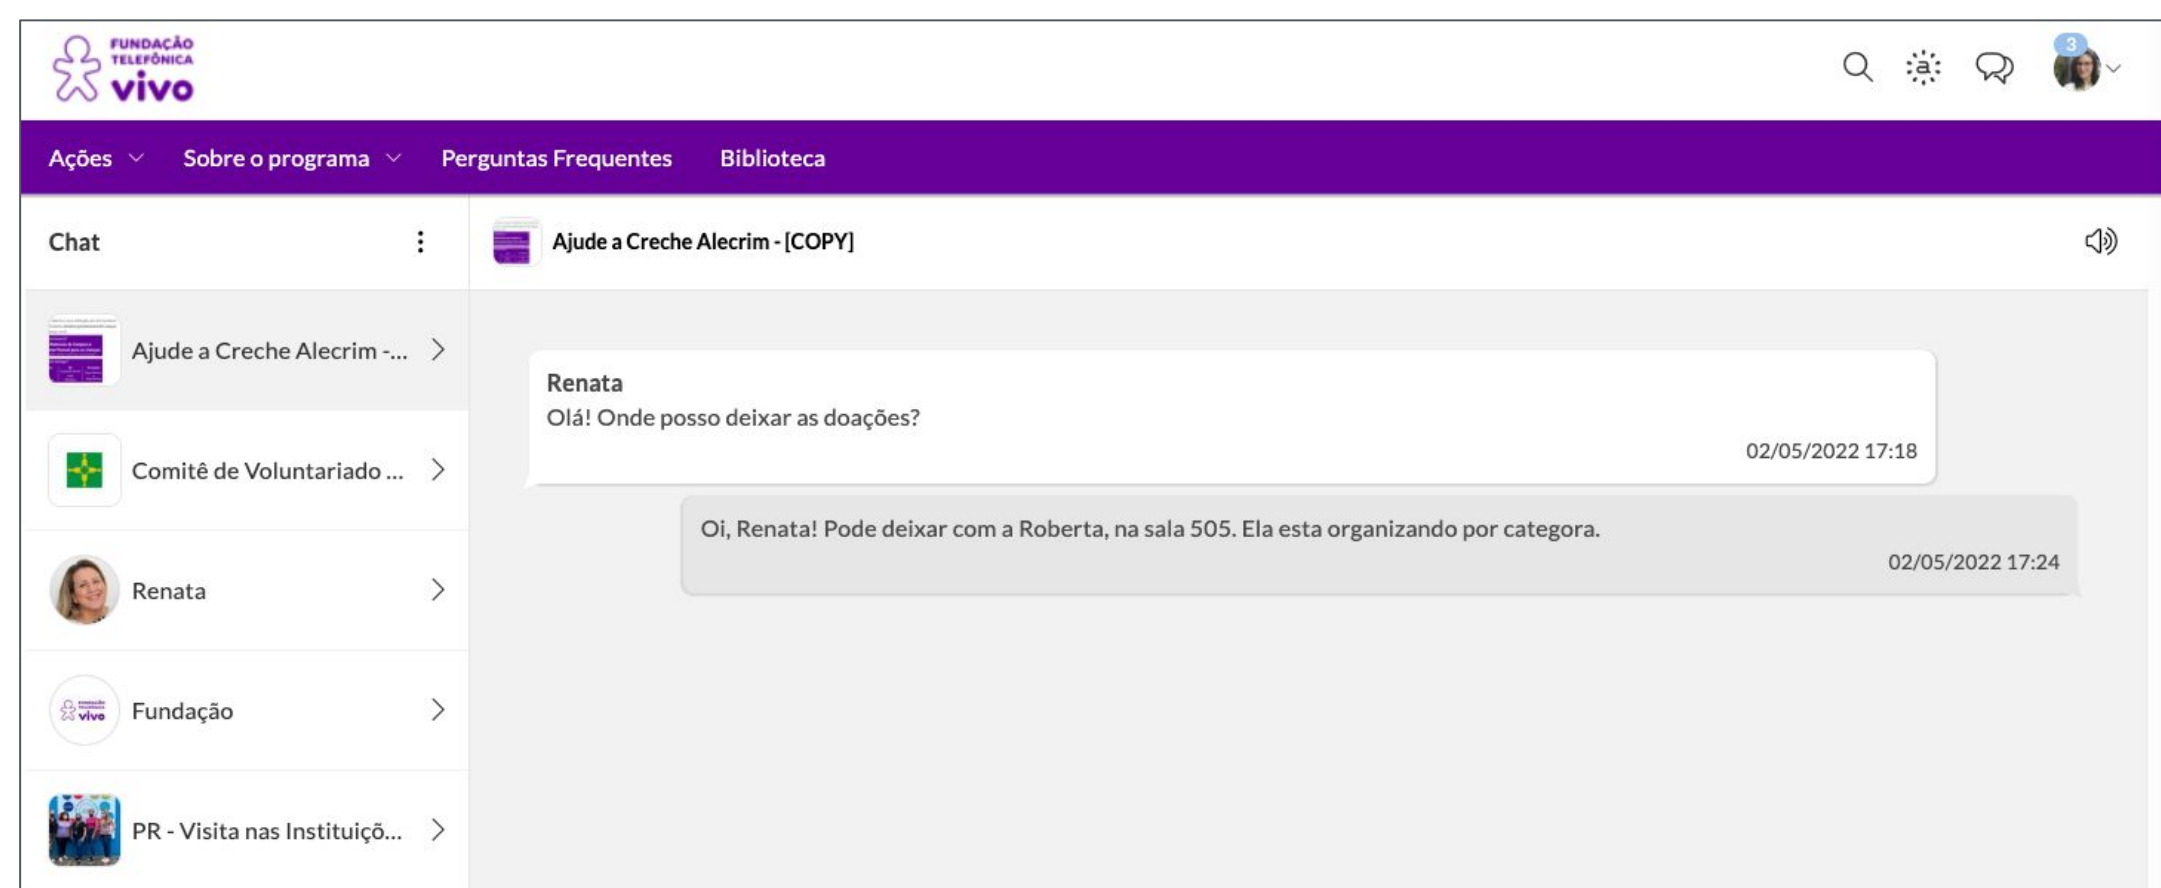 FUNDAÇÃO
TELEFÔNICA
vivo
3
Ações
Sobre o programa
Perguntas Frequentes
Biblioteca
Chat
Ajude a Creche Alecrim - [COPY]
Ajude a Creche Alecrim -...
Comitê de Voluntariado ...
Renata
Fundação
PR - Visita nas Instituiçõ...
Renata
Olá! Onde posso deixar as doações?
02/05/2022 17:18
Oi, Renata! Pode deixar com a Roberta, na sala 505. Ela esta organizando por categora.
02/05/2022 17:24